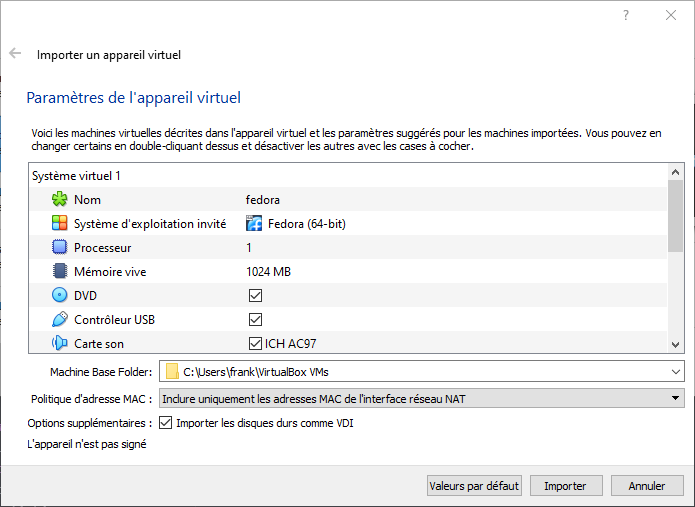 ?
Importer un appareil virtuel
Paramètres de l'appareil virtuel
Voici les machines virtuelles décrites dans l'appareil virtuel et les paramètres suggérés pour les machines importées. Vous pouvez en
changer certains en double-cliquant dessus et désactiver les autres avec les cases à cocher.
Système virtuel 1
Nom fedora
Système d'exploitation invité Fedora (64-bit)
Processeur 1
Mémoire vive 1024 MB
DVD
Contrôleur USB
Carte son ICH AC97
Machine Base Folder: C:\Users\frank\VirtualBox VMs
Politique d'adresse MAC : Inclure uniquement les adresses MAC de l'interface réseau NAT
Options supplémentaires : Importer les disques durs comme VDI
L'appareil n'est pas signé
Valeurs par défaut Importer Annuler